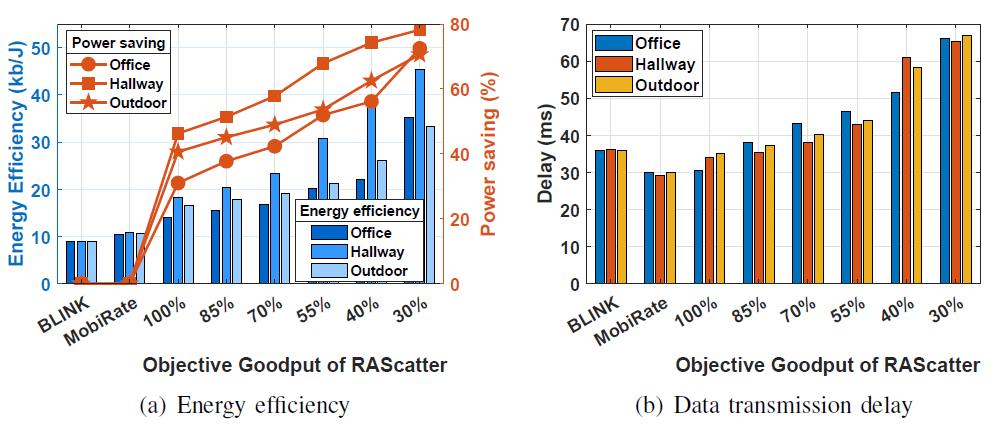 Energy Efficiency (kb/J)
50
40
30
20
10
0
Power saving
Office
Hallway
Outdoor
Energy efficiency
Office
Hallway
Outdoor
80
60
40
20
0
Power saving (%)
BLINK
MobiRate
100%
85%
70%
55%
40%
30%
Objective Goodput of RAScatter
(a) Energy efficiency
Delay (ms)
70
60
50
40
30
20
10
0
Office
Hallway
Outdoor
BLINK
MobiRate
100%
85%
70%
55%
40%
30%
Objective Goodput of RAScatter
(b) Data transmission delay